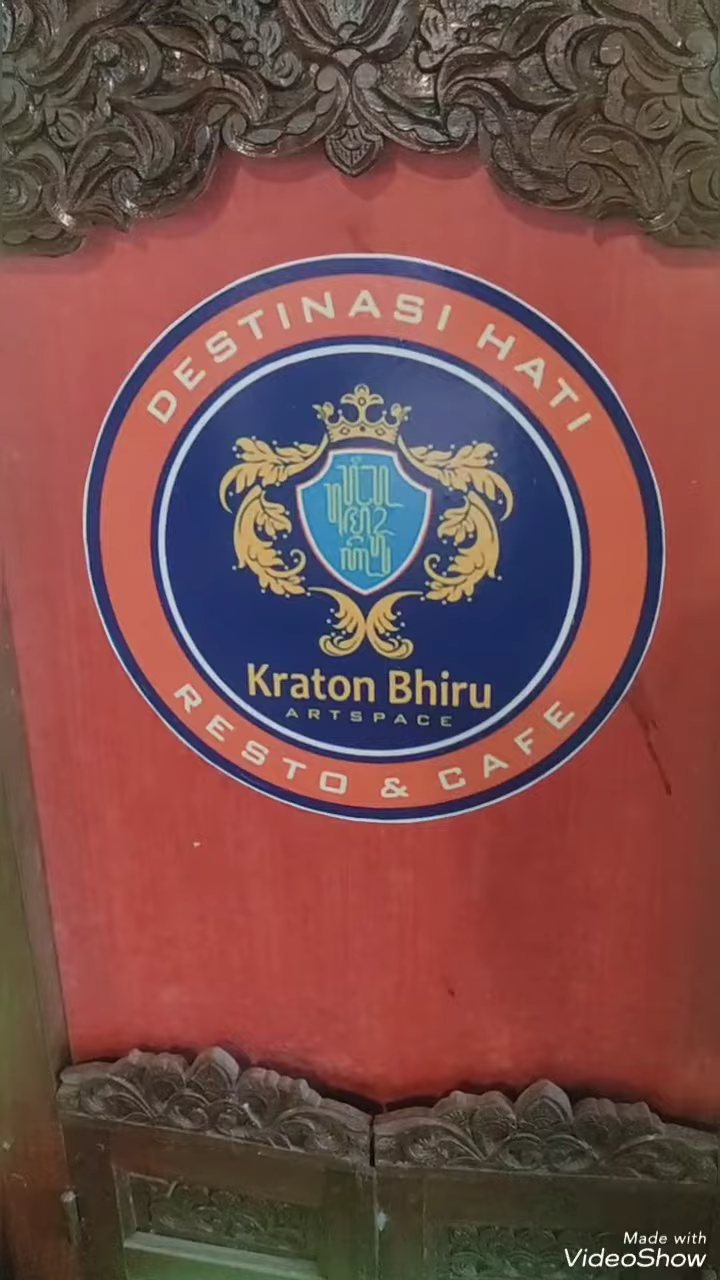 DESTINASI HATI
Kraton Bhiru
ARTSPACE
RESTO & CAFE
Made with
VideoShow